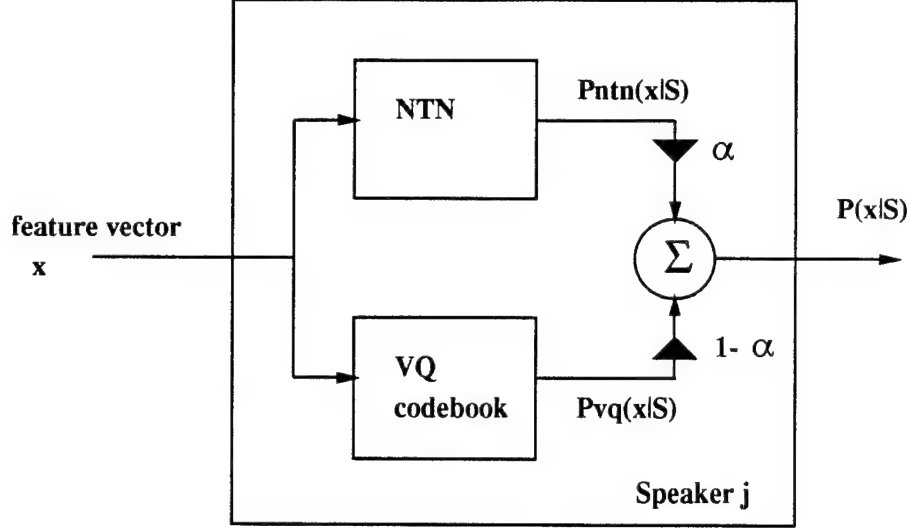 NTN
Pntn(x|S)
α
feature vector
x
Σ
P(x|S)
VQ
codebook
1- α
Pvq(x|S)
Speaker j